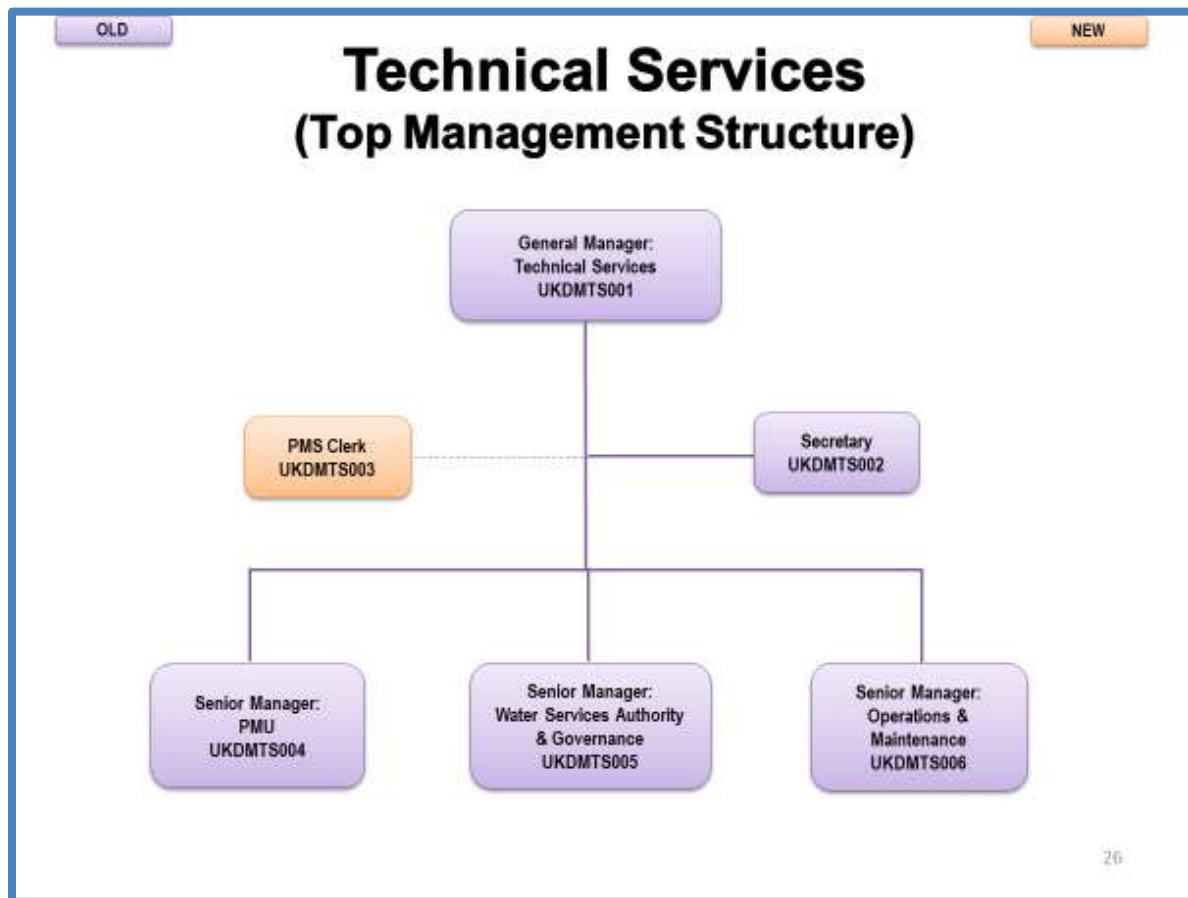 OLD
NEW
Technical Services
(Top Management Structure)
General Manager:
Technical Services
UKDMTS001
PMS Clerk
UKDMTS003
Secretary
UKDMTS002
Senior Manager:
PMU
UKDMTS004
Senior Manager:
Water Services Authority
& Governance
UKDMTS005
Senior Manager:
Operations &
Maintenance
UKDMTS006
26